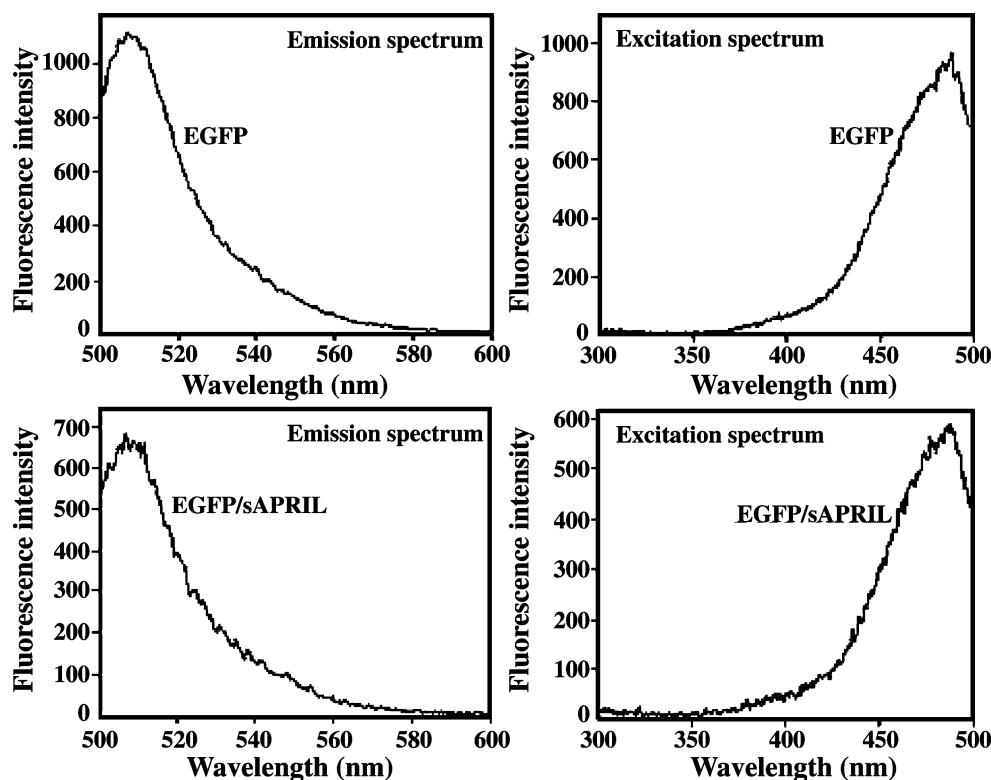 Emission spectrum
EGFP
Fluorescence intensity
1000
800
600
400
200
0
500 520 540 560 580 600
Wavelength (nm)
Excitation spectrum
EGFP
Fluorescence intensity
1000
800
600
400
200
0
300 350 400 450 500
Wavelength (nm)
Emission spectrum
EGFP/sAPRIL
Fluorescence intensity
700
600
500
400
300
200
100
0
500 520 540 560 580 600
Wavelength (nm)
Excitation spectrum
EGFP/sAPRIL
Fluorescence intensity
600
500
400
300
200
100
0
300 350 400 450 500
Wavelength (nm)